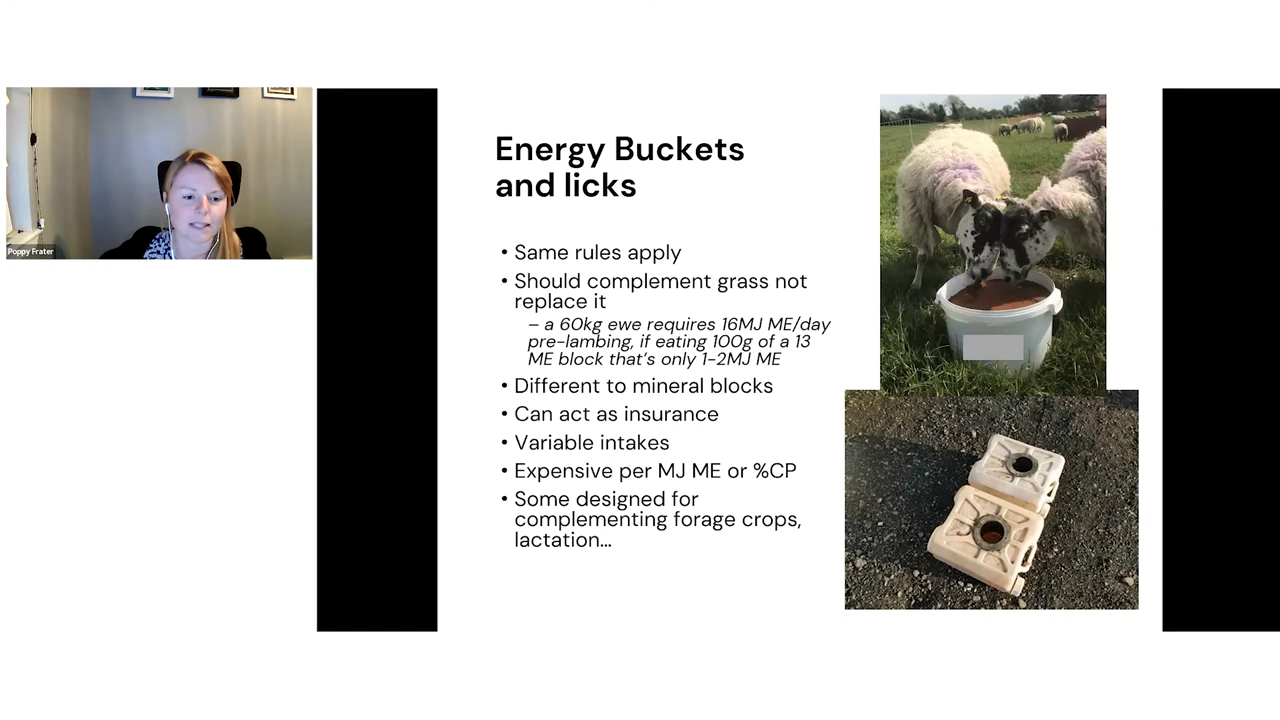 Poppy Frater
Energy Buckets
and licks
• Same rules apply
• Should complement grass not
replace it
– a 60kg ewe requires 16MJ ME/day
pre-lambing, if eating 100g of a 13
ME block that's only 1-2MJ ME
• Different to mineral blocks
• Can act as insurance
• Variable intakes
• Expensive per MJ ME or %CP
• Some designed for
complementing forage crops,
lactation...